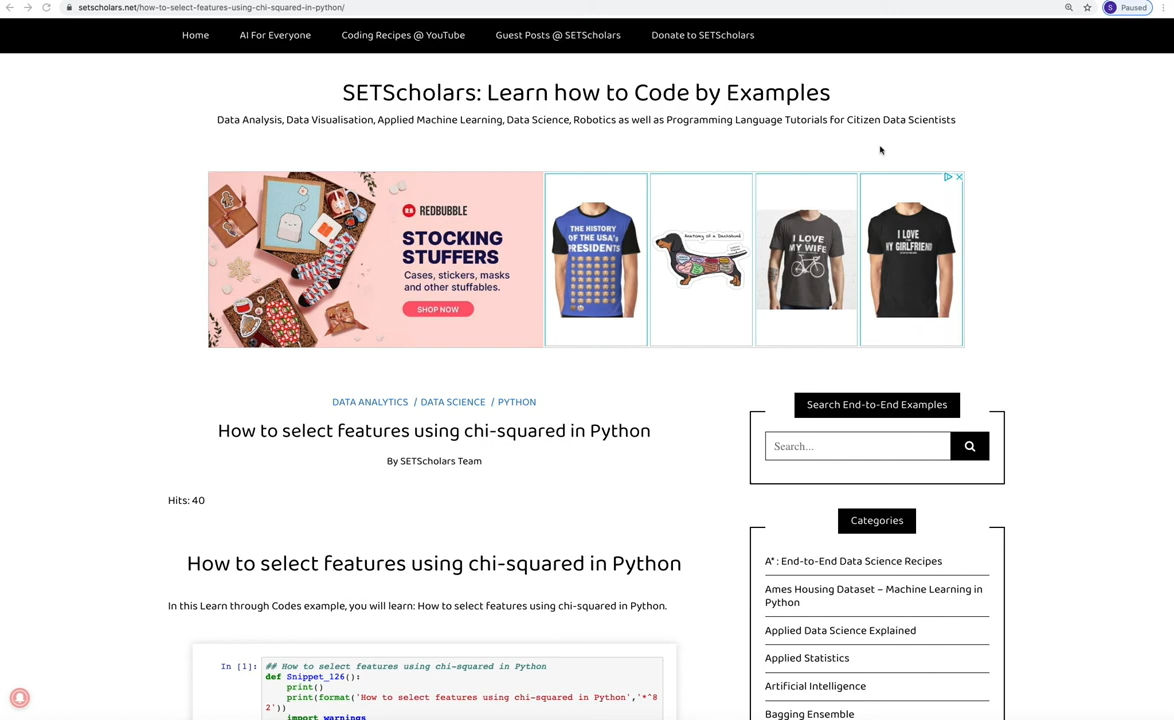 setscholars.net/how-to-select-features-using-chi-squared-in-python/
S Paused
Home AI For Everyone Coding Recipes @ YouTube Guest Posts @ SETScholars Donate to SETScholars
SETScholars: Learn how to Code by Examples
Data Analysis, Data Visualisation, Applied Machine Learning, Data Science, Robotics as well as Programming Language Tutorials for Citizen Data Scientists
RB REDBUBBLE
STOCKING
STUFFERS
Cases, stickers, masks
and other stuffables.
SHOP NOW
THE HISTORY
OF THE USA'S
PRESIDENTS
Anatomy of a Dachshund
I LOVE
MY WIFE
I LOVE
MY GIRLFRIEND
DATA ANALYTICS / DATA SCIENCE / PYTHON
How to select features using chi-squared in Python
By SETScholars Team
Hits: 40
How to select features using chi-squared in Python
In this Learn through Codes example, you will learn: How to select features using chi-squared in Python.
In [1]: ## How to select features using chi-squared in Python
def Snippet_126():
print()
print(format('How to select features using chi-squared in Python','*^8
2'))
import warnings
Search End-to-End Examples
Search...
Categories
A* : End-to-End Data Science Recipes
Ames Housing Dataset – Machine Learning in
Python
Applied Data Science Explained
Applied Statistics
Artificial Intelligence
Bagging Ensemble